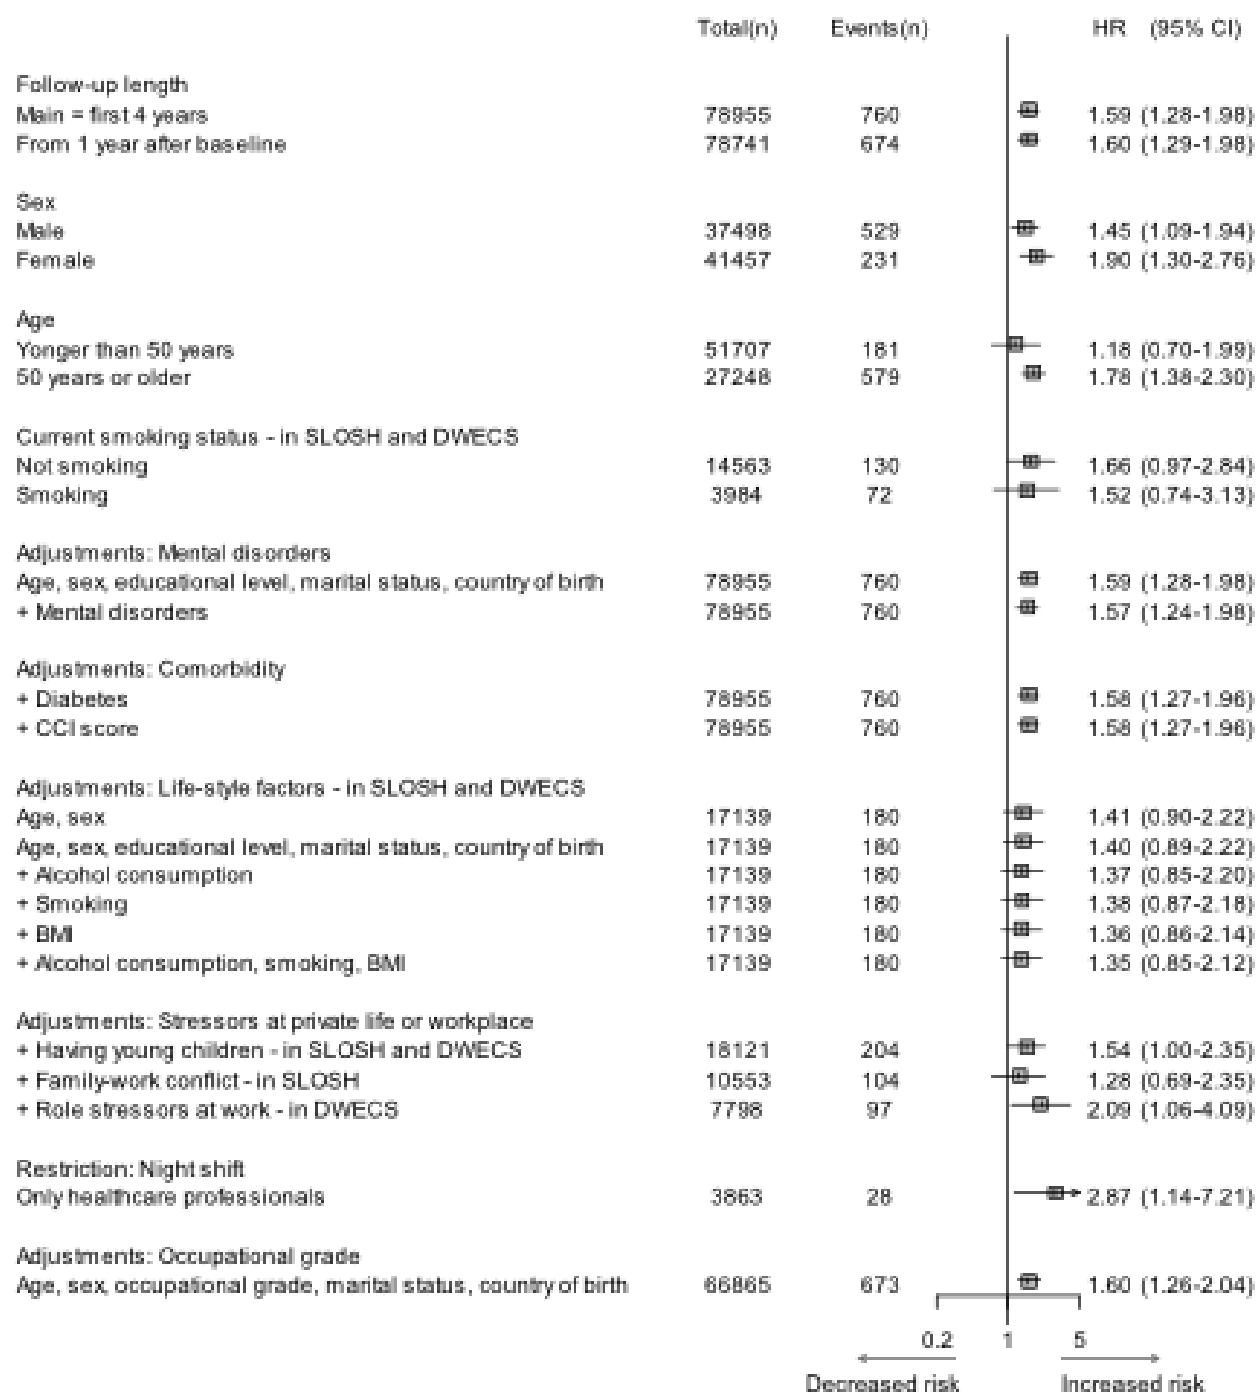 Total(n) Events(n) HR (95% CI)
Follow-up length
Main = first 4 years 78955 760 1.59 (1.28-1.98)
From 1 year after baseline 78741 674 1.60 (1.29-1.98)
Sex
Male 37498 529 1.45 (1.09-1.94)
Female 41457 231 1.90 (1.30-2.76)
Age
Yonger than 50 years 51707 181 1.18 (0.70-1.99)
50 years or older 27248 579 1.78 (1.38-2.30)
Current smoking status - in SLOSH and DWECS
Not smoking 14563 130 1.66 (0.97-2.84)
Smoking 3984 72 1.52 (0.74-3.13)
Adjustments: Mental disorders
Age, sex, educational level, marital status, country of birth 78955 760 1.59 (1.28-1.98)
+ Mental disorders 78955 760 1.57 (1.24-1.98)
Adjustments: Comorbidity
+ Diabetes 78955 760 1.58 (1.27-1.96)
+ CCI score 78955 760 1.58 (1.27-1.96)
Adjustments: Life-style factors - in SLOSH and DWECS
Age, sex 17139 180 1.41 (0.90-2.22)
Age, sex, educational level, marital status, country of birth 17139 180 1.40 (0.89-2.22)
+ Alcohol consumption 17139 180 1.37 (0.85-2.20)
+ Smoking 17139 180 1.38 (0.87-2.18)
+ BMI 17139 180 1.36 (0.86-2.14)
+ Alcohol consumption, smoking, BMI 17139 180 1.35 (0.85-2.12)
Adjustments: Stressors at private life or workplace
+ Having young children - in SLOSH and DWECS 18121 204 1.54 (1.00-2.35)
+ Family-work conflict - in SLOSH 10553 104 1.28 (0.69-2.35)
+ Role stressors at work - in DWECS 7798 97 2.09 (1.06-4.09)
Restriction: Night shift
Only healthcare professionals 3863 28 2.87 (1.14-7.21)
Adjustments: Occupational grade
Age, sex, occupational grade, marital status, country of birth 66865 673 1.60 (1.26-2.04)
0.2 1 5
Decreased risk Increased risk